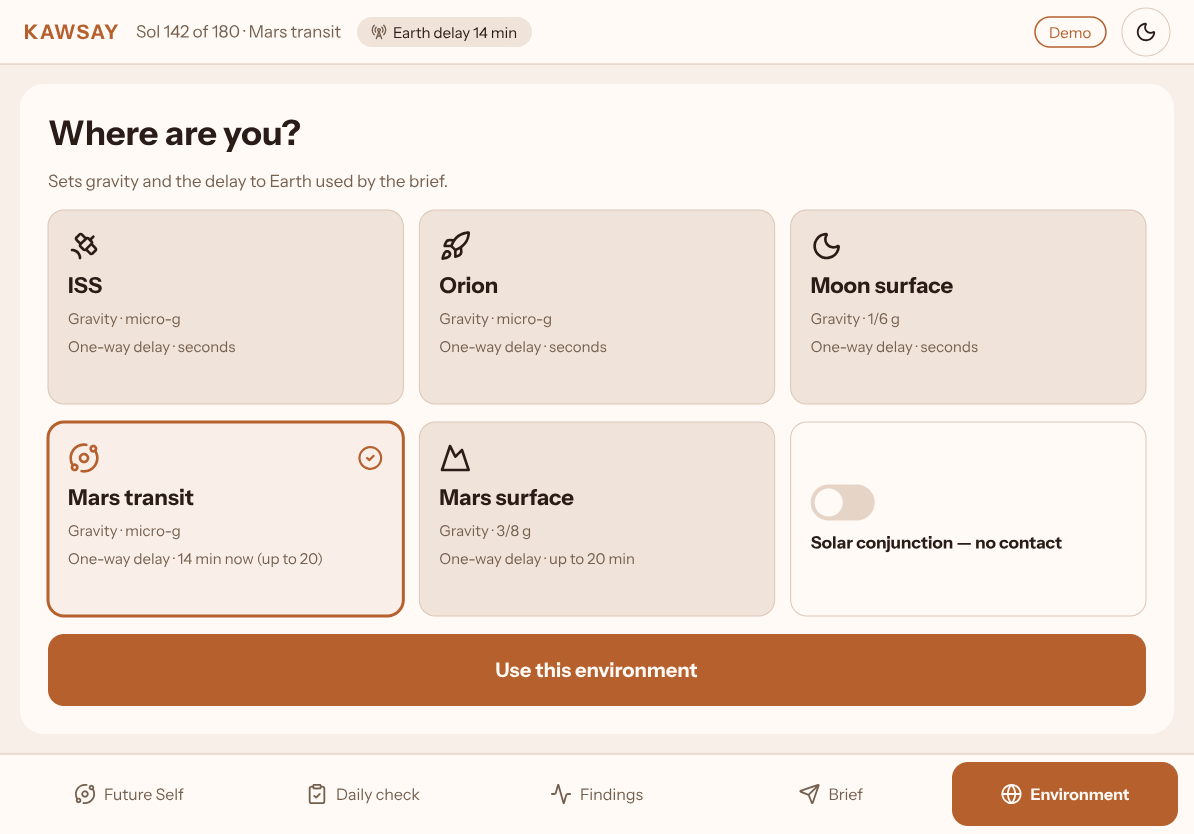 KAWSAY Sol 142 of 180 · Mars transit Earth delay 14 min Demo
Where are you?
Sets gravity and the delay to Earth used by the brief.
ISS
Gravity · micro-g
One-way delay · seconds
Orion
Gravity · micro-g
One-way delay · seconds
Moon surface
Gravity · 1/6 g
One-way delay · seconds
Mars transit
Gravity · micro-g
One-way delay · 14 min now (up to 20)
Mars surface
Gravity · 3/8 g
One-way delay · up to 20 min
Solar conjunction — no contact
Use this environment
Future Self Daily check Findings Brief Environment